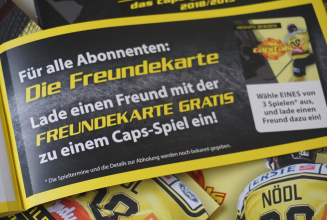 das Caps-
2018/2019
Für alle Abonnenten:
Die Freundekarte
Lade einen Freund mit der
FREUNDEKARTE GRATIS
zu einem Caps-Spiel ein!
* Die Spieltermine und die Details zur Abholung werden noch bekannt gegeben.
capitals
Wähle EINES von
3 Spielen* aus,
und lade einen
Freund dazu ein!
ERSTE
NÖDL